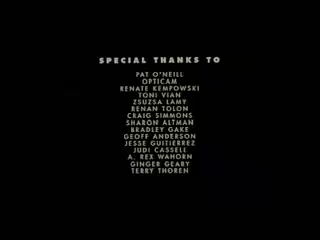 SPECIAL THANKS TO
PAT O'NEILL
OPTICAM
RENATE KEMPOWSKI
TONI VIAN
ZSUZSA LAMY
RENAN TOLON
CRAIG SIMMONS
SHARON ALTMAN
BRADLEY GAKE
GEOFF ANDERSON
JESSE GUITIERREZ
JUDI CASSELL
A. REX WAHORN
GINGER GEARY
TERRY THOREN